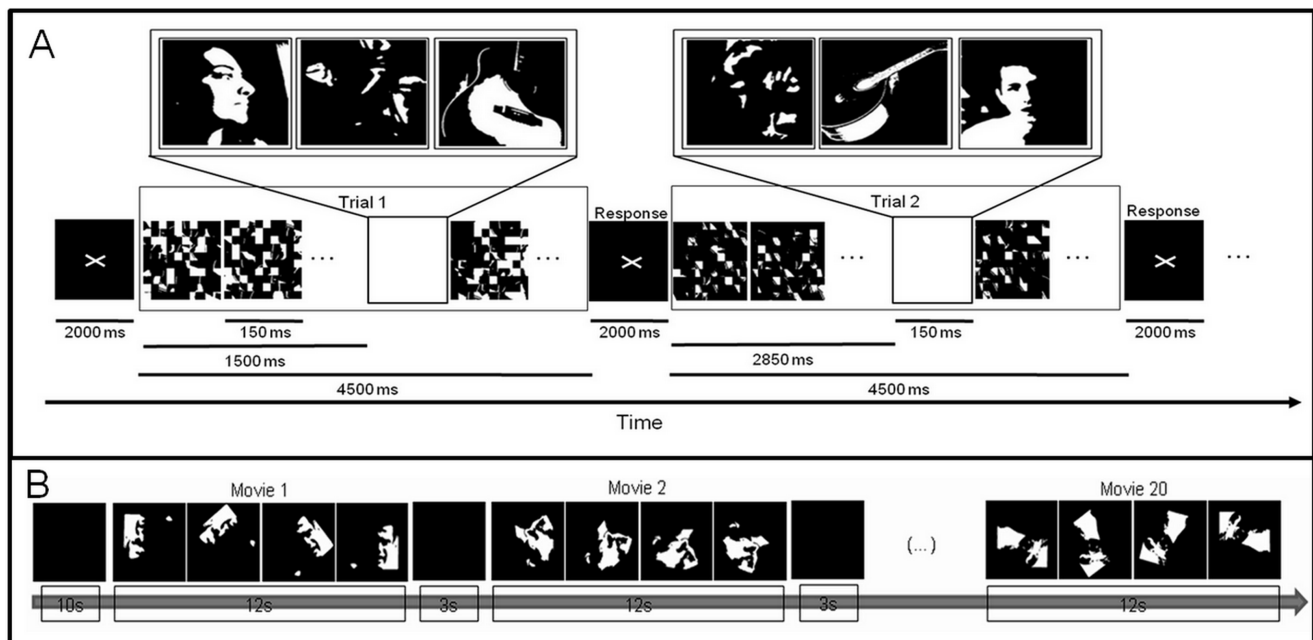 A
Trial 1
Response
Trial 2
Response
...
...
...
...
...
2000 ms
150 ms
2000 ms
150 ms
2000 ms
1500 ms
2850 ms
4500 ms
4500 ms
Time
B
Movie 1
Movie 2
Movie 20
(...)
10s
12s
3s
12s
3s
12s